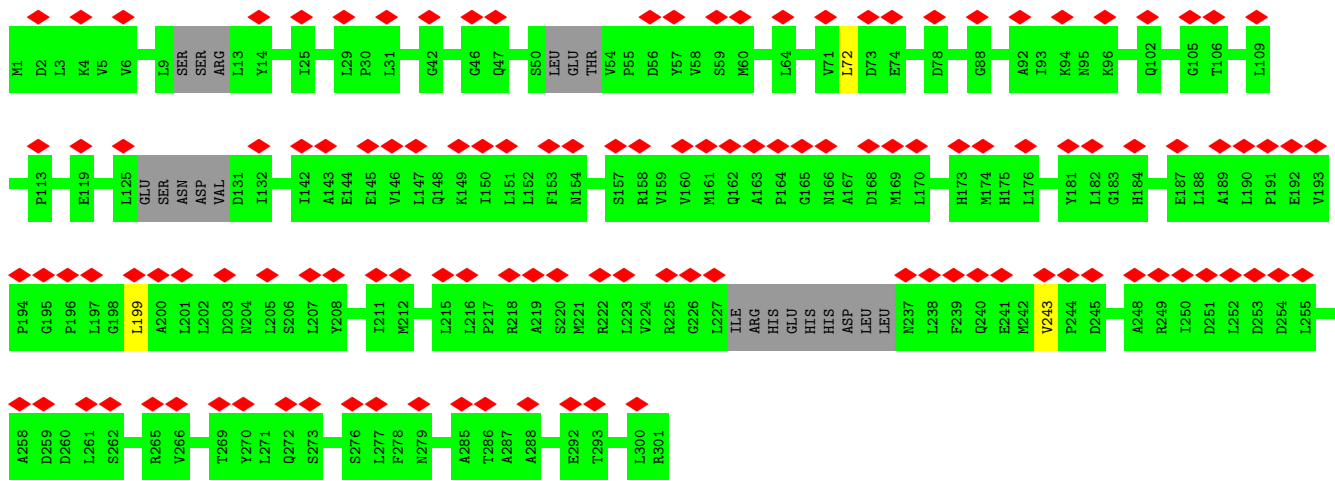 M1 D2 L3 K4 V5 V6 L9 SER SER ARG L13 Y14 I25 L29 P30 L31 G42 G46 Q47 S50 LEU GLU THR V54 P55 D56 Y57 V58 S59 M60 L64 V71 L72 D73 E74 D78 G88 A92 I93 K94 N95 K96 Q102 G105 T106 L109
P113 E119 L125 GLU SER ASN ASP VAL D131 I132 I142 A143 E144 E145 V146 L147 Q148 K149 I150 L151 L152 F153 N154 S157 R158 V159 V160 M161 Q162 A163 P164 G165 N166 A167 D168 M169 L170 H173 M174 H175 L176 Y181 L182 G183 H184 E187 L188 A189 L190 P191 E192 V193
P194 G195 P196 L197 G198 L199 A200 L201 L202 D203 N204 L205 S206 L207 Y208 I211 M212 L215 L216 P217 R218 A219 S220 M221 R222 L223 V224 R225 G226 L227 ILE ARG HIS GLU HIS HIS ASP LEU LEU N237 L238 F239 Q240 E241 M242 V243 P244 D245 A248 R249 I250 D251 L252 D253 D254 L255
A258 D259 D260 L261 S262 R265 V266 T269 Y270 L271 Q272 S273 S276 L277 F278 N279 A285 T286 A287 A288 E292 T293 L300 R301